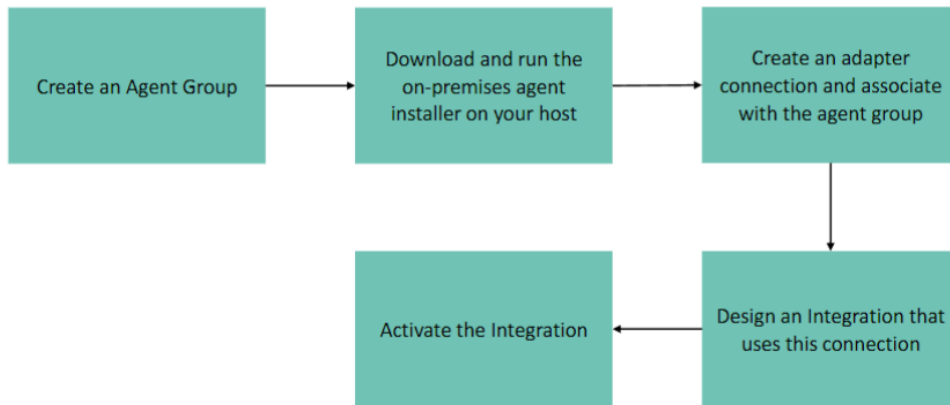 Create an Agent Group
Download and run the
on-premises agent
installer on your host
Create an adapter
connection and associate
with the agent group
Design an Integration that
uses this connection
Activate the Integration